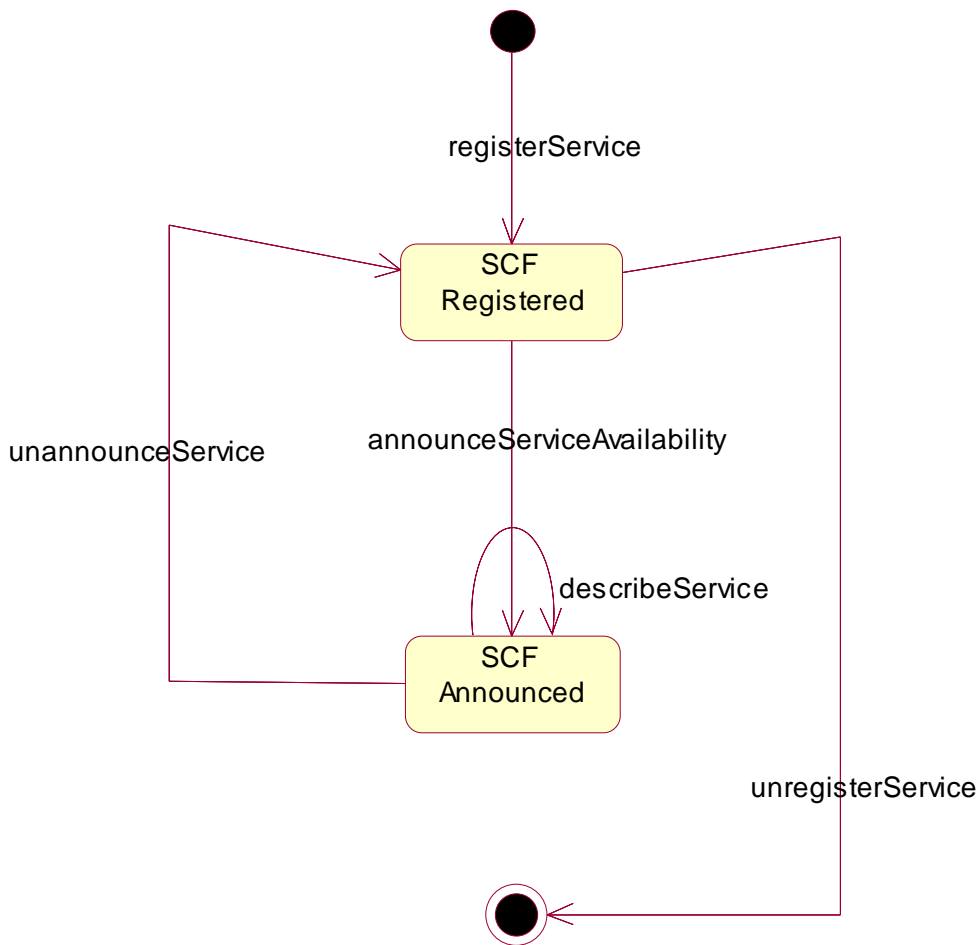 registerService
SCF
Registered
announceServiceAvailability
unannounceService
describeService
SCF
Announced
unregisterService